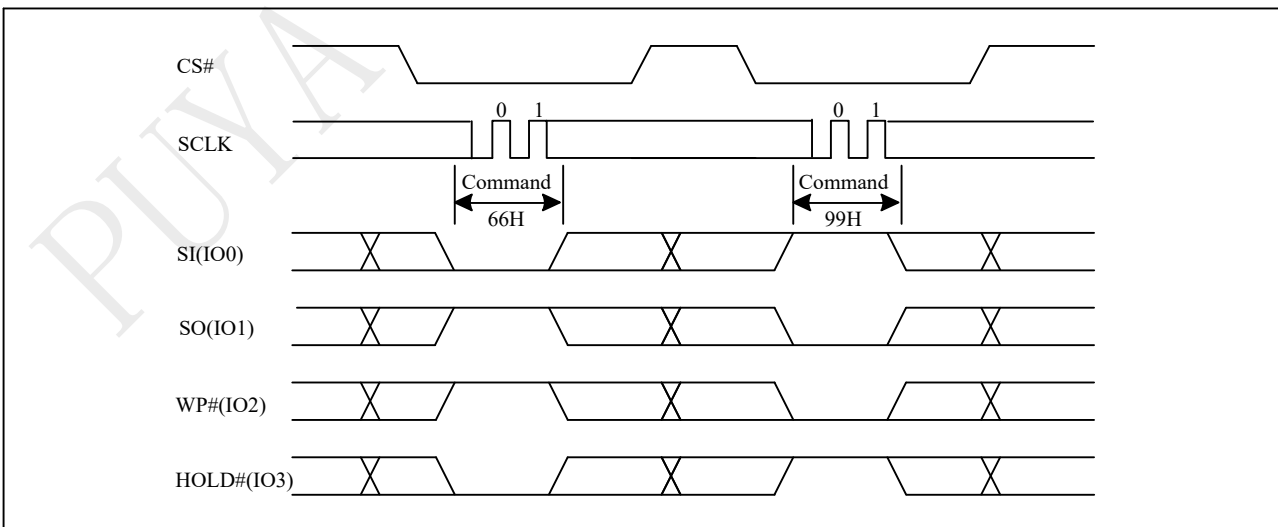 PUYA
CS#
0 1 0 1
SCLK
Command Command
66H 99H
SI(IO0)
SO(IO1)
WP#(IO2)
HOLD#(IO3)